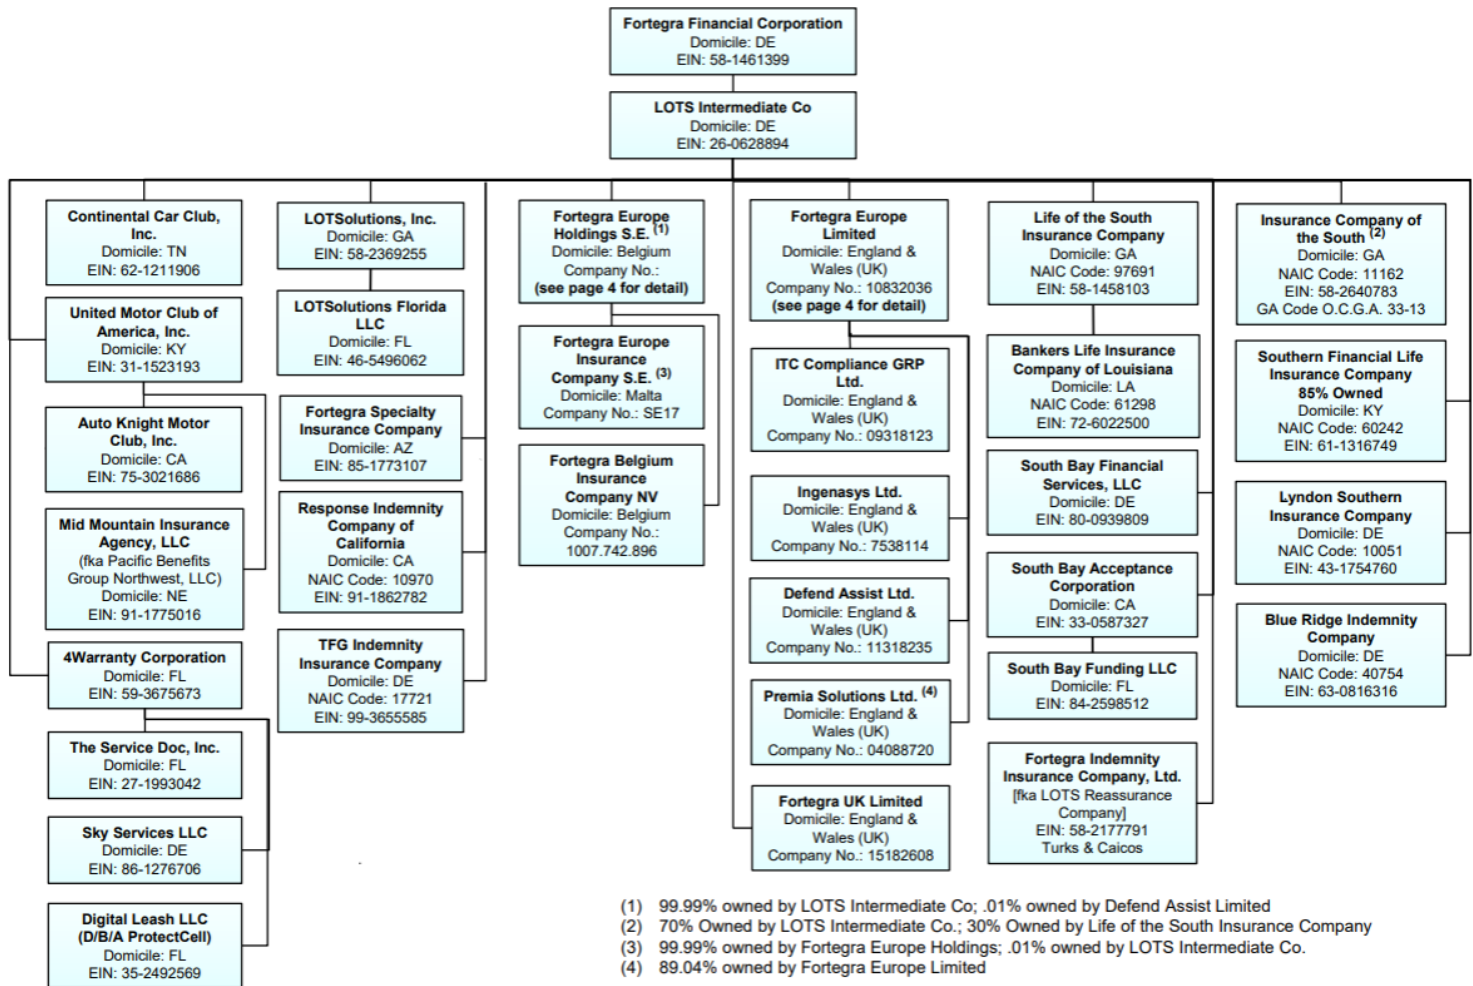 Fortegra Financial Corporation
Domicile: DE
EIN: 58-1461399
LOTS Intermediate Co
Domicile: DE
EIN: 26-0628894
Continental Car Club,
Inc.
Domicile: TN
EIN: 62-1211906
United Motor Club of
America, Inc.
Domicile: KY
EIN: 31-1523193
Auto Knight Motor
Club, Inc.
Domicile: CA
EIN: 75-3021686
Mid Mountain Insurance
Agency, LLC
(fka Pacific Benefits
Group Northwest, LLC)
Domicile: NE
EIN: 91-1775016
4Warranty Corporation
Domicile: FL
EIN: 59-3675673
The Service Doc, Inc.
Domicile: FL
EIN: 27-1993042
Sky Services LLC
Domicile: DE
EIN: 86-1276706
Digital Leash LLC
(D/B/A ProtectCell)
Domicile: FL
EIN: 35-2492569
LOTSolutions, Inc.
Domicile: GA
EIN: 58-2369255
LOTSolutions Florida
LLC
Domicile: FL
EIN: 46-5496062
Fortegra Specialty
Insurance Company
Domicile: AZ
EIN: 85-1773107
Response Indemnity
Company of
California
Domicile: CA
NAIC Code: 10970
EIN: 91-1862782
TFG Indemnity
Insurance Company
Domicile: DE
NAIC Code: 17721
EIN: 99-3655585
Fortegra Europe
Holdings S.E. (1)
Domicile: Belgium
Company No.:
(see page 4 for detail)
Fortegra Europe
Insurance
Company S.E. (3)
Domicile: Malta
Company No.: SE17
Fortegra Belgium
Insurance
Company NV
Domicile: Belgium
Company No.:
1007.742.896
Fortegra Europe
Limited
Domicile: England &
Wales (UK)
Company No.: 10832036
(see page 4 for detail)
ITC Compliance GRP
Ltd.
Domicile: England &
Wales (UK)
Company No.: 09318123
Ingenasys Ltd.
Domicile: England &
Wales (UK)
Company No.: 7538114
Defend Assist Ltd.
Domicile: England &
Wales (UK)
Company No.: 11318235
Premia Solutions Ltd. (4)
Domicile: England &
Wales (UK)
Company No.: 04088720
Fortegra UK Limited
Domicile: England &
Wales (UK)
Company No.: 15182608
Life of the South
Insurance Company
Domicile: GA
NAIC Code: 97691
EIN: 58-1458103
Bankers Life Insurance
Company of Louisiana
Domicile: LA
NAIC Code: 61298
EIN: 72-6022500
South Bay Financial
Services, LLC
Domicile: DE
EIN: 80-0939809
South Bay Acceptance
Corporation
Domicile: CA
EIN: 33-0587327
South Bay Funding LLC
Domicile: FL
EIN: 84-2598512
Fortegra Indemnity
Insurance Company, Ltd.
[fka LOTS Reassurance
Company]
EIN: 58-2177791
Turks & Caicos
Insurance Company of
the South (2)
Domicile: GA
NAIC Code: 11162
EIN: 58-2640783
GA Code O.C.G.A. 33-13
Southern Financial Life
Insurance Company
85% Owned
Domicile: KY
NAIC Code: 60242
EIN: 61-1316749
Lyndon Southern
Insurance Company
Domicile: DE
NAIC Code: 10051
EIN: 43-1754760
Blue Ridge Indemnity
Company
Domicile: DE
NAIC Code: 40754
EIN: 63-0816316
(1) 99.99% owned by LOTS Intermediate Co; .01% owned by Defend Assist Limited
(2) 70% Owned by LOTS Intermediate Co.; 30% Owned by Life of the South Insurance Company
(3) 99.99% owned by Fortegra Europe Holdings; .01% owned by LOTS Intermediate Co.
(4) 89.04% owned by Fortegra Europe Limited